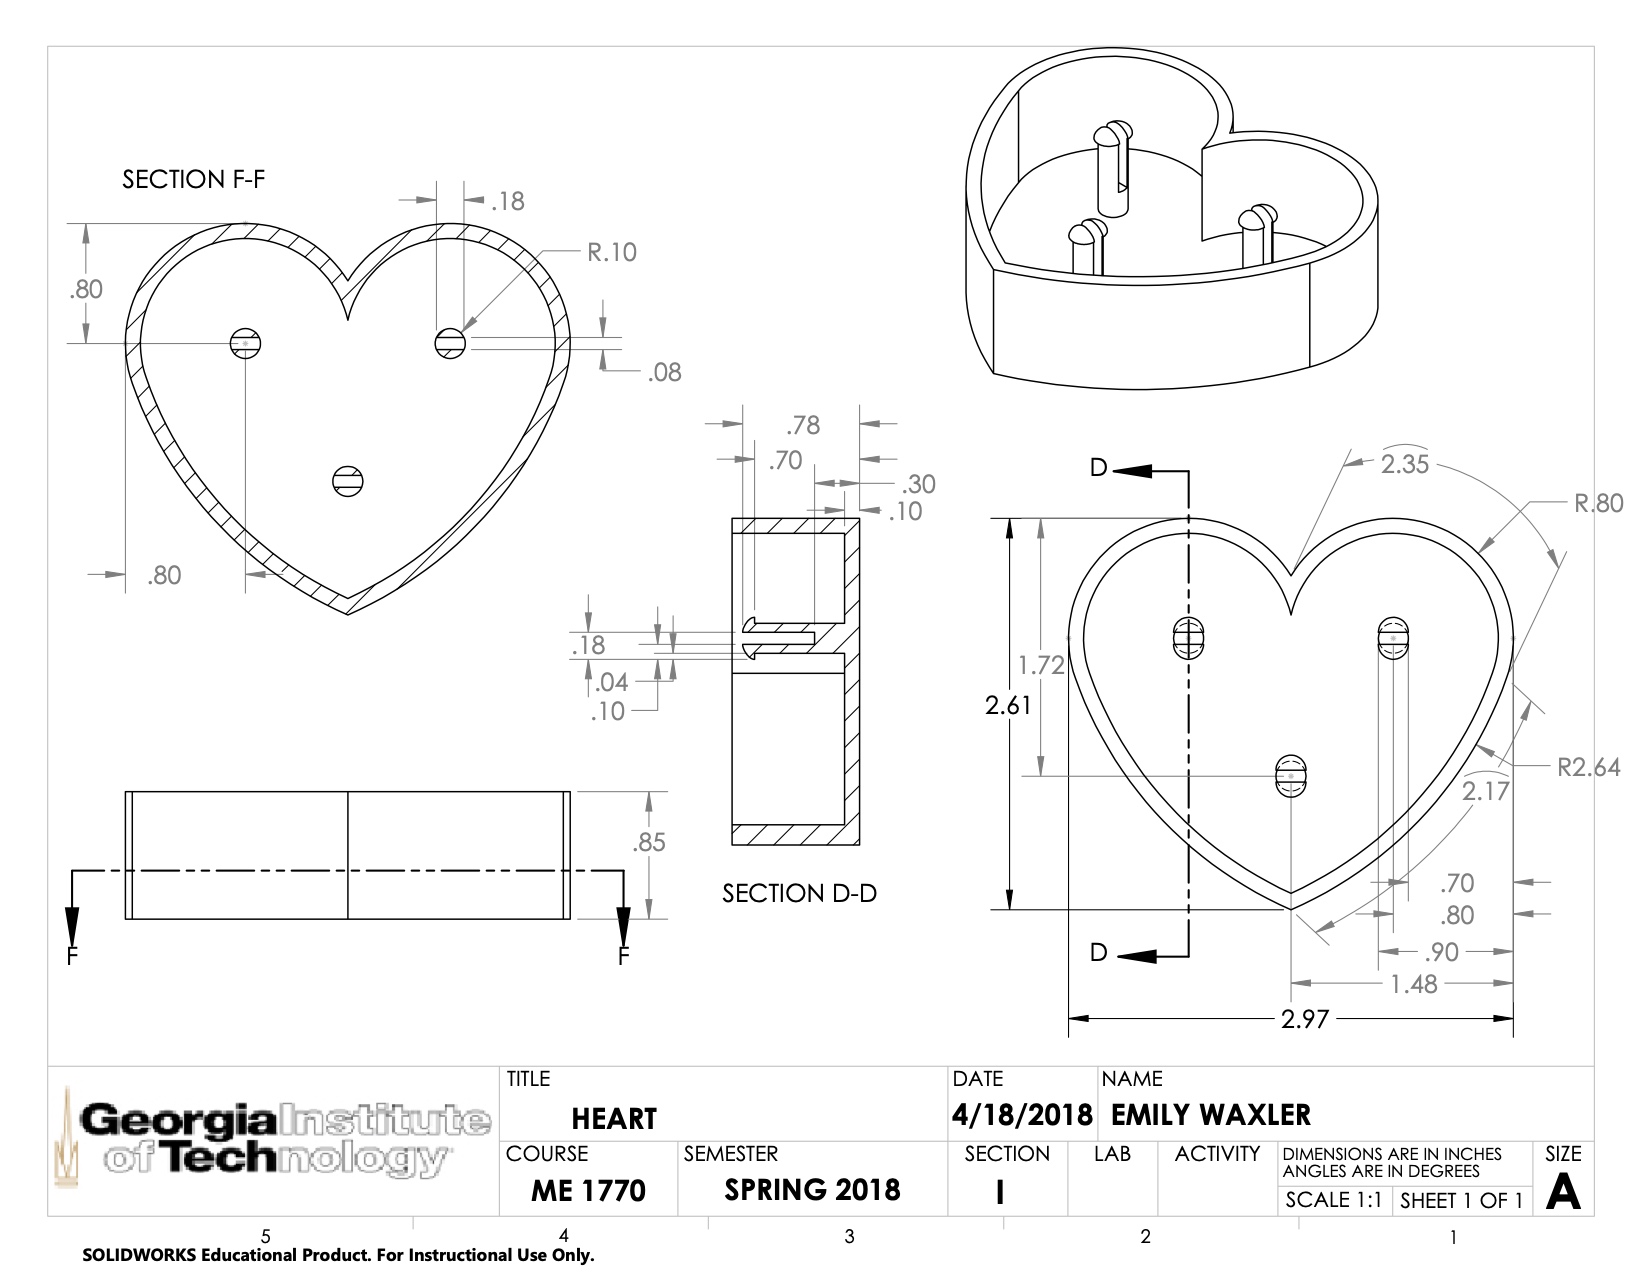 SECTION F-F
.18
R.10
.80
.08
.80
.78
.70
.30
.10
.18
.04
.10
SECTION D-D
.85
F
F
D
2.35
R.80
1.72
2.61
R2.64
2.17
.70
.80
.90
1.48
2.97
D
Georgia Institute
of Technology
TITLE
HEART
DATE
4/18/2018
NAME
EMILY WAXLER
COURSE
ME 1770
SEMESTER
SPRING 2018
SECTION
I
LAB
ACTIVITY
DIMENSIONS ARE IN INCHES
ANGLES ARE IN DEGREES
SCALE 1:1
SHEET 1 OF 1
SIZE
A
5
4
3
2
1
SOLIDWORKS Educational Product. For Instructional Use Only.